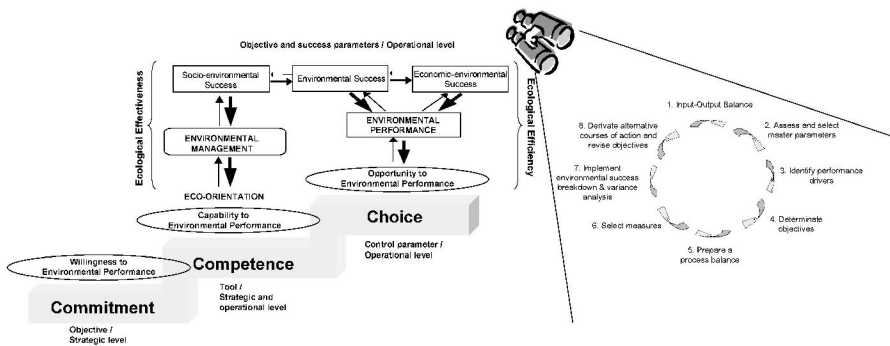 Objective and success parameters / Operational level
Ecological Effectiveness
Socio-environmental
Success
Environmental Success
Economic-environmental
Success
ENVIRONMENTAL
MANAGEMENT
ENVIRONMENTAL
PERFORMANCE
Ecological Efficiency
ECO-ORIENTATION
Opportunity to
Environmental Performance
Capability to
Environmental Performance
Choice
Control parameter /
Operational level
Willingness to
Environmental Performance
Competence
Tool /
Strategic and
operational level
Commitment
Objective /
Strategic level
1. Input-Output Balance
2. Assess and select
master parameters
3. Identify performance
drivers
4. Determinate
objectives
5. Prepare a
process balance
6. Select measures
7. Implement
environmental success
breakdown & variance
analysis
8. Derivate alternative
courses of action and
revise objectives